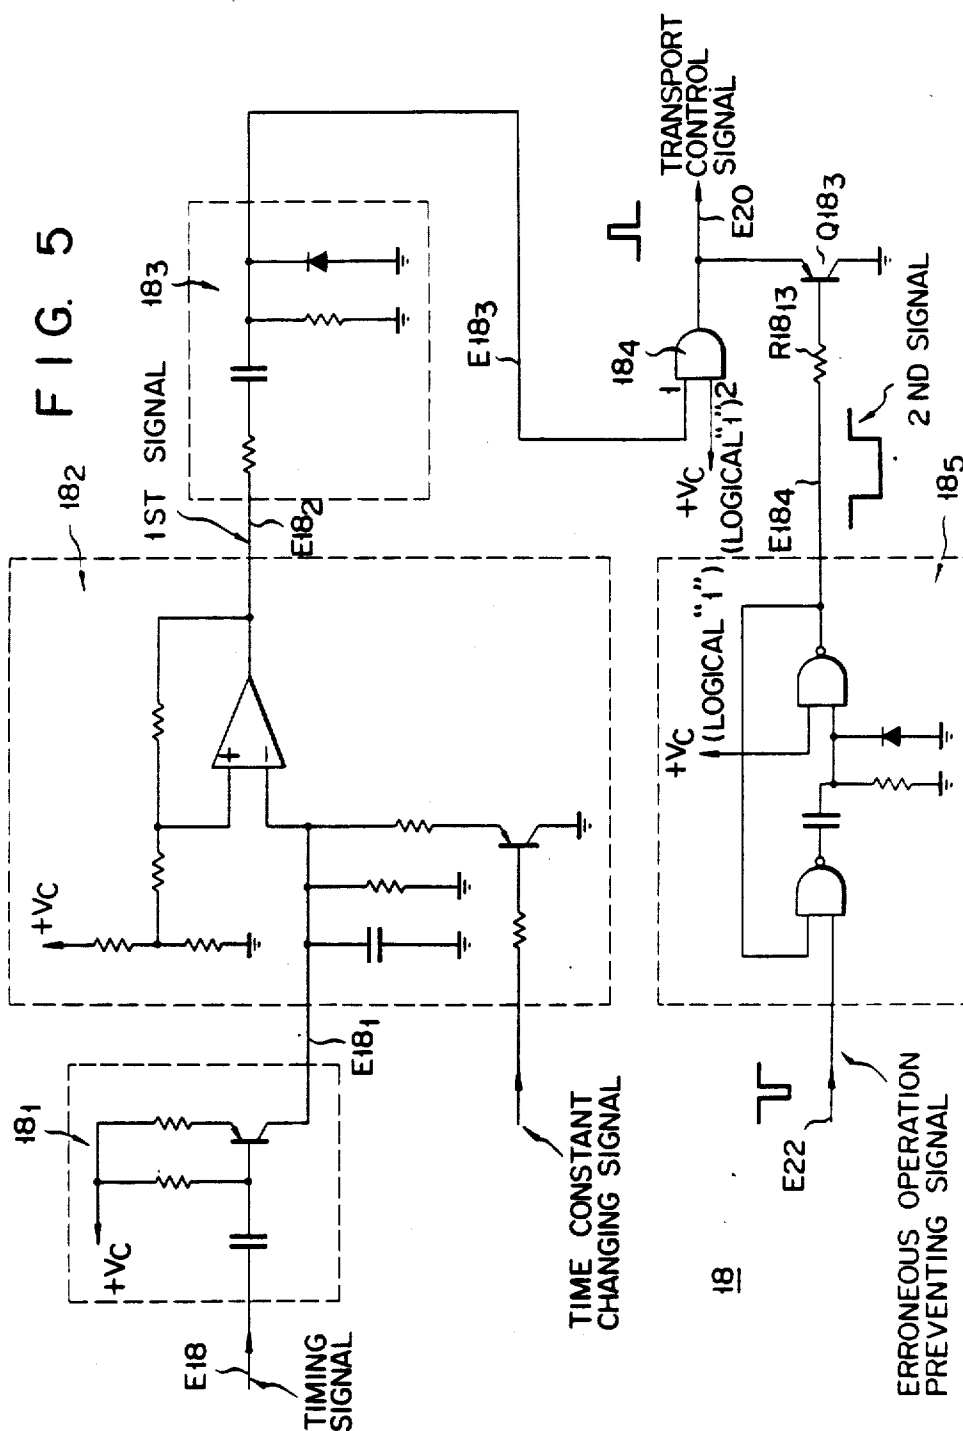 FIG. 5
18₁
+VC
E18
TIMING
SIGNAL
E18₁
18₂
+VC
+
−
TIME CONSTANT
CHANGING SIGNAL
1ST SIGNAL
E18₂
18₃
E18₃
18₄
1
2
+VC
(LOGICAL "1")
TRANSPORT
CONTROL
SIGNAL
E20
Q18₃
R18₁₃
2ND SIGNAL
E18₄
18₅
+VC
(LOGICAL "1")
E22
ERRONEOUS OPERATION
PREVENTING SIGNAL
18